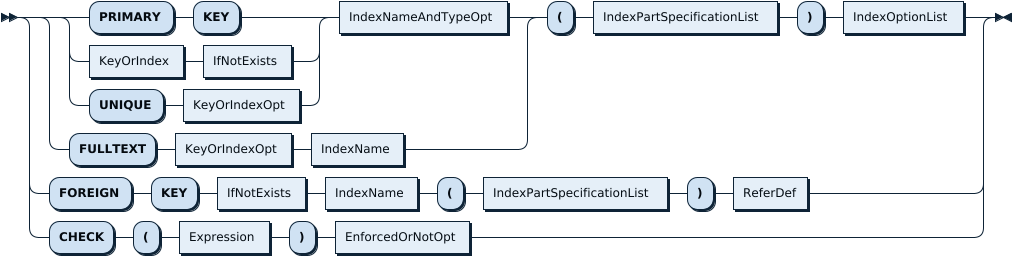 PRIMARY KEY IndexNameAndTypeOpt ( IndexPartSpecificationList ) IndexOptionList
KeyOrIndex IfNotExists
UNIQUE KeyOrIndexOpt
FULLTEXT KeyOrIndexOpt IndexName
FOREIGN KEY IfNotExists IndexName ( IndexPartSpecificationList ) ReferDef
CHECK ( Expression ) EnforcedOrNotOpt